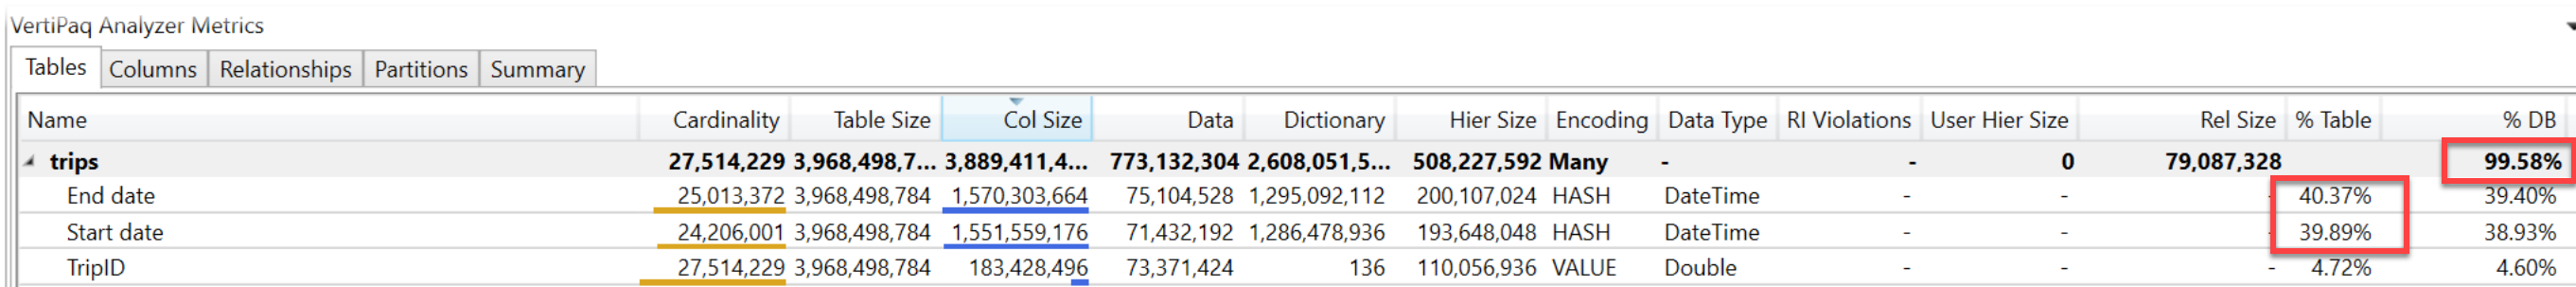 VertiPaq Analyzer Metrics
Tables Columns Relationships Partitions Summary
Name Cardinality Table Size Col Size Data Dictionary Hier Size Encoding Data Type RI Violations User Hier Size Rel Size % Table % DB
trips 27,514,229 3,968,498,7... 3,889,411,4... 773,132,304 2,608,051,5... 508,227,592 Many - - 0 79,087,328 99.58%
End date 25,013,372 3,968,498,784 1,570,303,664 75,104,528 1,295,092,112 200,107,024 HASH DateTime - - - 40.37% 39.40%
Start date 24,206,001 3,968,498,784 1,551,559,176 71,432,192 1,286,478,936 193,648,048 HASH DateTime - - - 39.89% 38.93%
TripID 27,514,229 3,968,498,784 183,428,496 73,371,424 136 110,056,936 VALUE Double - - - 4.72% 4.60%